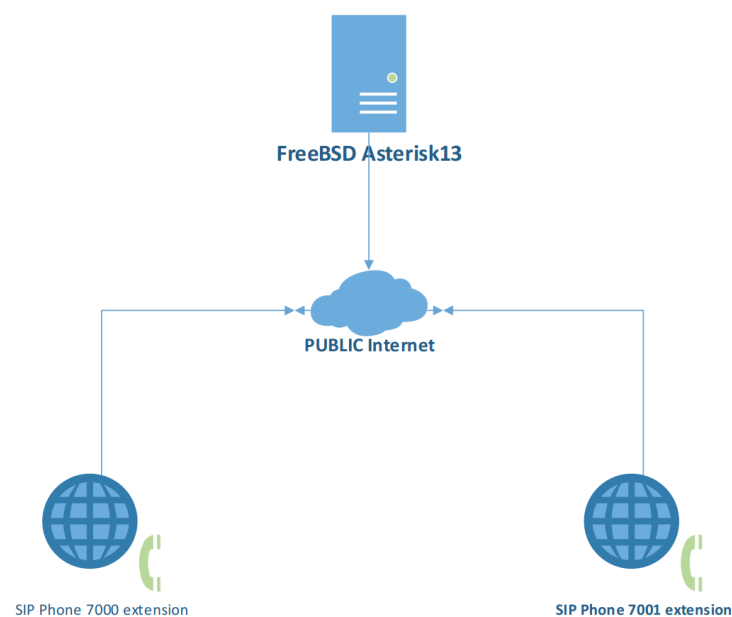 FreeBSD Asterisk13
PUBLIC Internet
SIP Phone 7000 extension
SIP Phone 7001 extension